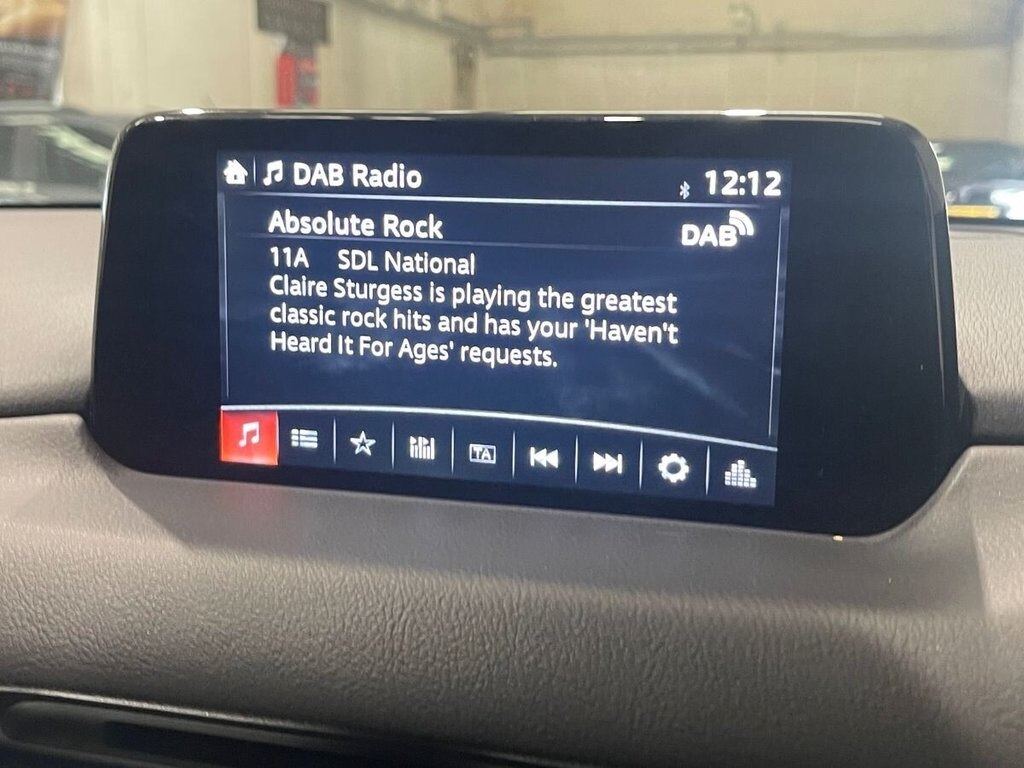 DAB Radio 12:12
Absolute Rock DAB
11A SDL National
Claire Sturgess is playing the greatest
classic rock hits and has your 'Haven't
Heard It For Ages' requests.
TA